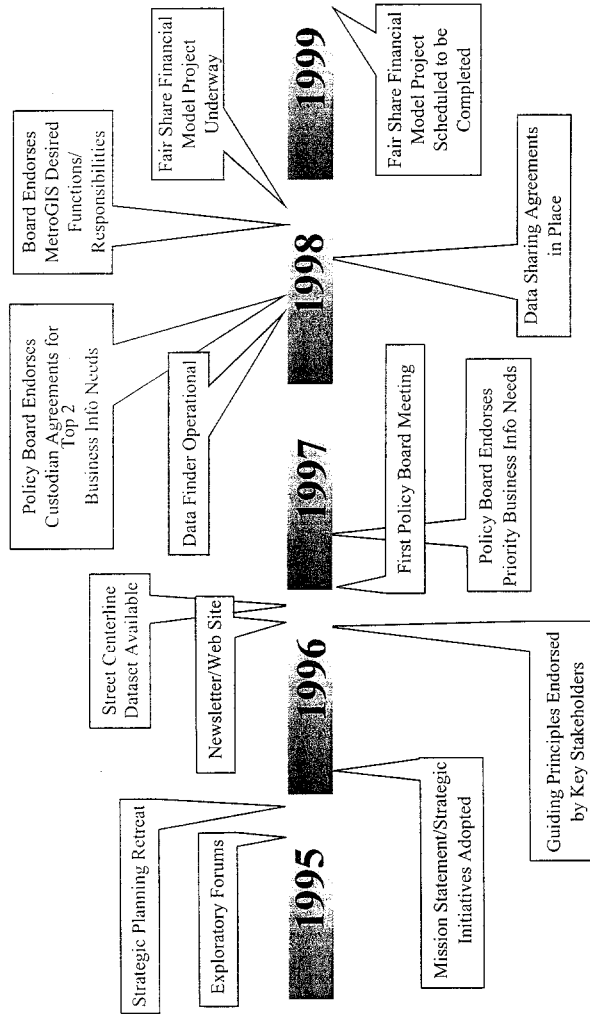 Strategic Planning Retreat
Exploratory Forums
Street Centerline
Dataset Available
Newsletter/Web Site
Policy Board Endorses
Custodian Agreements for
Top 2
Business Info Needs
Data Finder Operational
Board Endorses
MetroGIS Desired
Functions/
Responsibilities
Fair Share Financial
Model Project
Underway
1995
1996
1997
1998
1999
Mission Statement/Strategic
Initiatives Adopted
Guiding Principles Endorsed
by Key Stakeholders
First Policy Board Meeting
Policy Board Endorses
Priority Business Info Needs
Data Sharing Agreements
in Place
Fair Share Financial
Model Project
Scheduled to be
Completed